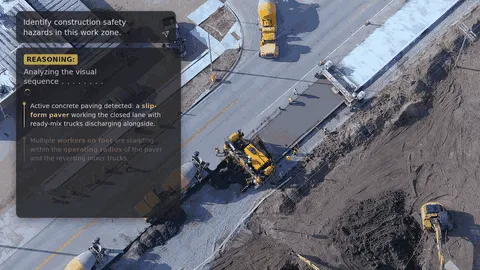 Identify construction safety
hazards in this work zone.
REASONING:
Analyzing the visual
sequence . . . . . . . .
Active concrete paving detected: a slip-
form paver working the closed lane with
ready-mix trucks discharging alongside.
Multiple workers on foot are standing
within the operating radius of the paver
and the reversing mixer trucks.